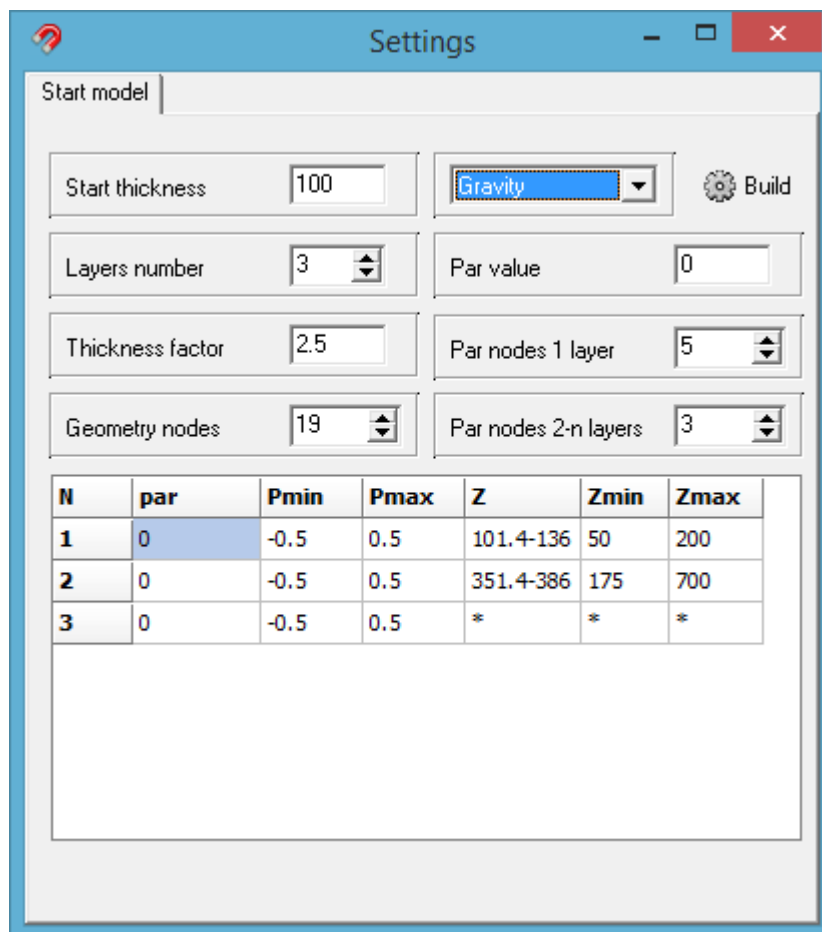 Settings
Start model
Start thickness 100 Gravity Build
Layers number 3 Par value 0
Thickness factor 2.5 Par nodes 1 layer 5
Geometry nodes 19 Par nodes 2-n layers 3
N par Pmin Pmax Z Zmin Zmax
1 0 -0.5 0.5 101.4-136 50 200
2 0 -0.5 0.5 351.4-386 175 700
3 0 -0.5 0.5 * * *